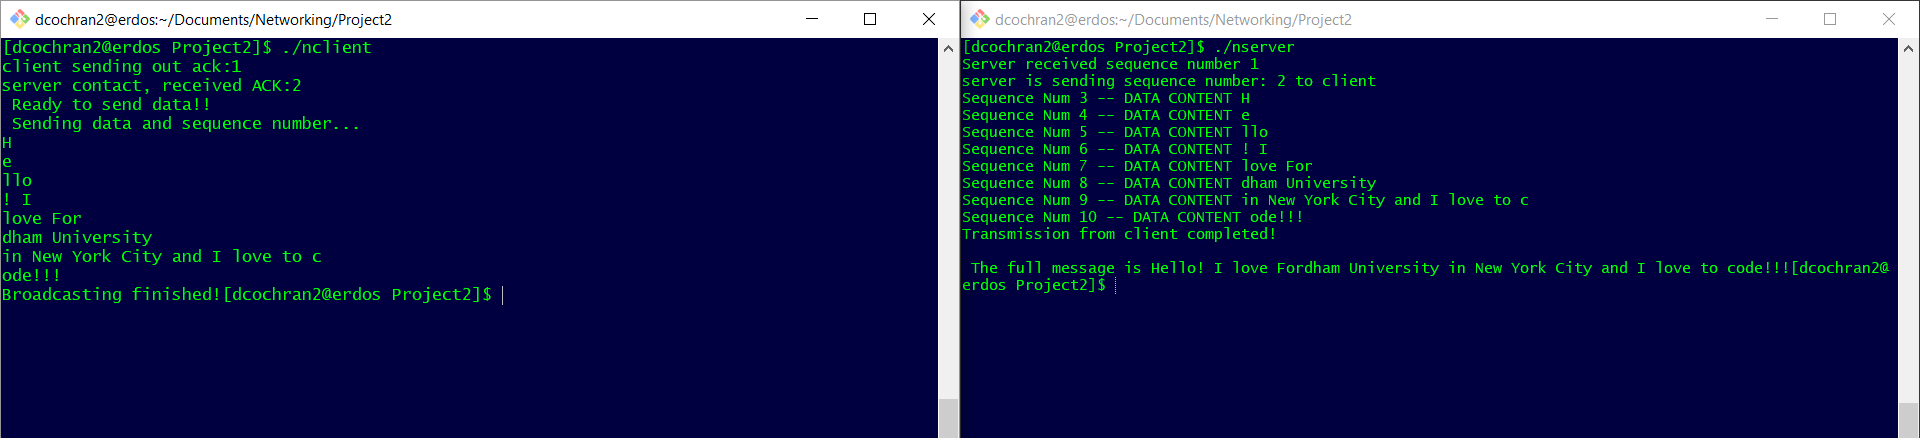 dcochran2@erdos:~/Documents/Networking/Project2
[dcochran2@erdos Project2]$ ./nclient
client sending out ack:1
server contact, received ACK:2
 Ready to send data!!
 Sending data and sequence number...
H
e
llo
! I
love For
dham University
in New York City and I love to c
ode!!!
Broadcasting finished![dcochran2@erdos Project2]$
dcochran2@erdos:~/Documents/Networking/Project2
[dcochran2@erdos Project2]$ ./nserver
Server received sequence number 1
server is sending sequence number: 2 to client
Sequence Num 3 -- DATA CONTENT H
Sequence Num 4 -- DATA CONTENT e
Sequence Num 5 -- DATA CONTENT llo
Sequence Num 6 -- DATA CONTENT ! I
Sequence Num 7 -- DATA CONTENT love For
Sequence Num 8 -- DATA CONTENT dham University
Sequence Num 9 -- DATA CONTENT in New York City and I love to c
Sequence Num 10 -- DATA CONTENT ode!!!
Transmission from client completed!
 The full message is Hello! I love Fordham University in New York City and I love to code!!![dcochran2@
erdos Project2]$